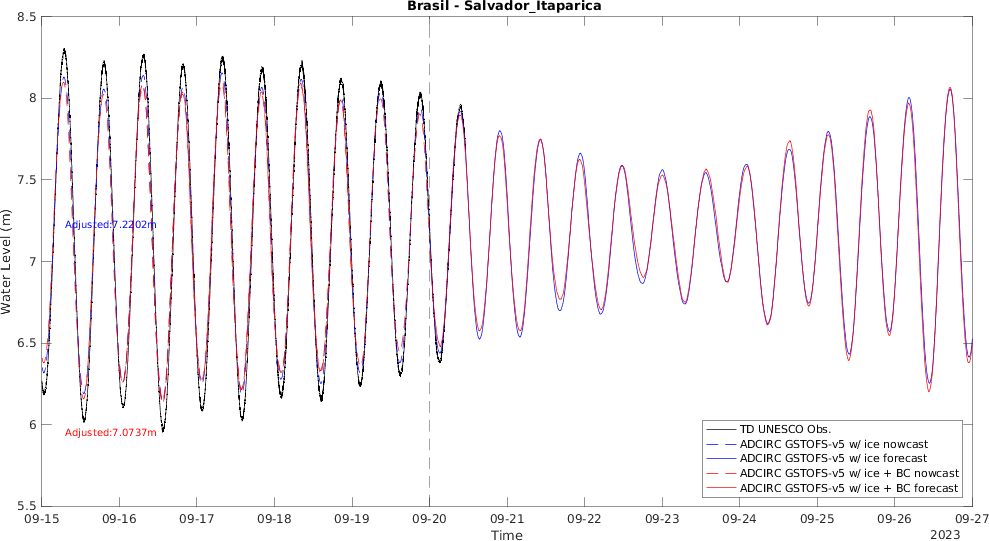 Brasil - Salvador_Itaparica
8.5
8
7.5
7
6.5
6
5.5
Water Level (m)
Adjusted:7.2202m
Adjusted:7.0737m
TD UNESCO Obs.
ADCIRC GSTOFS-v5 w/ ice nowcast
ADCIRC GSTOFS-v5 w/ ice forecast
ADCIRC GSTOFS-v5 w/ ice + BC nowcast
ADCIRC GSTOFS-v5 w/ ice + BC forecast
09-15 09-16 09-17 09-18 09-19 09-20 09-21 09-22 09-23 09-24 09-25 09-26 09-27
Time
2023